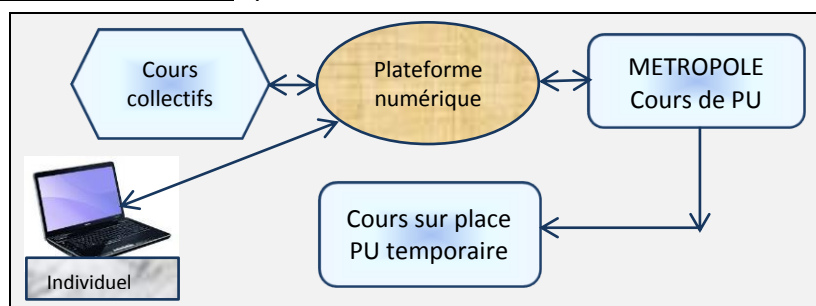 Cours
collectifs
Plateforme
numérique
METROPOLE
Cours de PU
Cours sur place
PU temporaire
Individuel